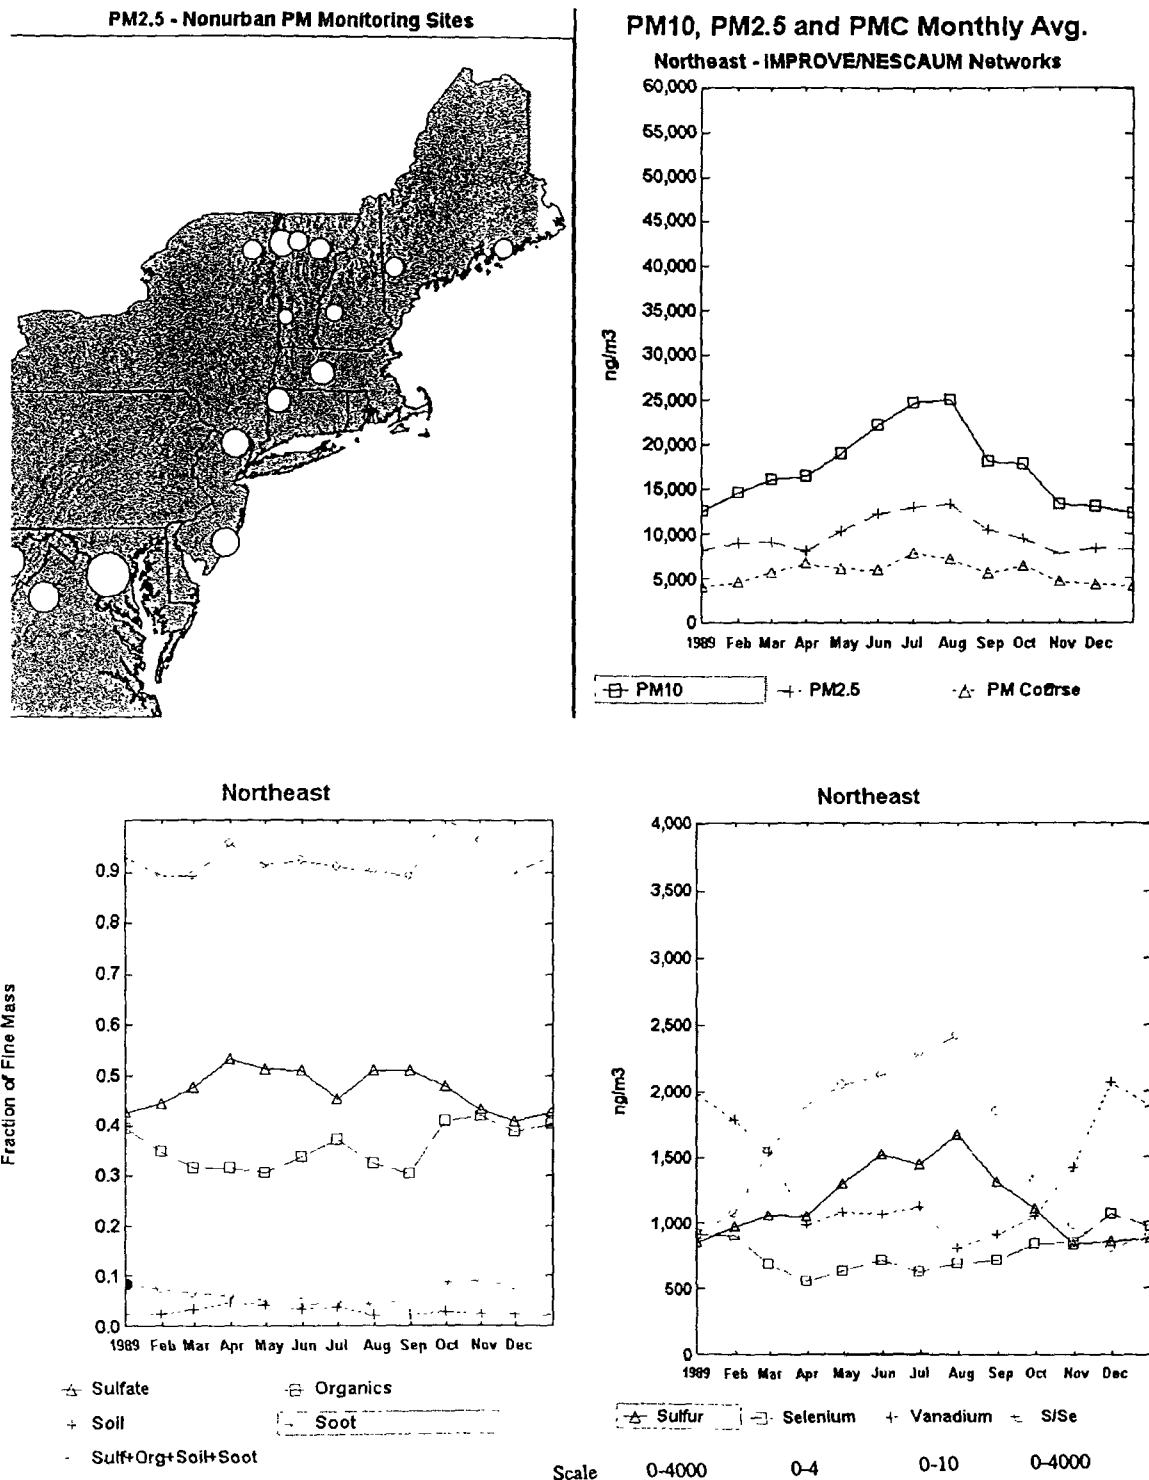 PM2.5 - Nonurban PM Monitoring Sites
PM10, PM2.5 and PMC Monthly Avg.
Northeast - IMPROVE/NESCAUM Networks
60,000
55,000
50,000
45,000
40,000
35,000
30,000
25,000
20,000
15,000
10,000
5,000
0
ng/m3
1989 Feb Mar Apr May Jun Jul Aug Sep Oct Nov Dec
PM10 PM2.5 PM Course
Northeast
0.9
0.8
0.7
0.6
0.5
0.4
0.3
0.2
0.1
0.0
Fraction of Fine Mass
1989 Feb Mar Apr May Jun Jul Aug Sep Oct Nov Dec
Sulfate Organics
Soil Soot
Sulf+Org+Soil+Soot
Northeast
4,000
3,500
3,000
2,500
2,000
1,500
1,000
500
0
ng/m3
1989 Feb Mar Apr May Jun Jul Aug Sep Oct Nov Dec
Sulfur Selenium Vanadium S/Se
Scale 0-4000 0-4 0-10 0-4000